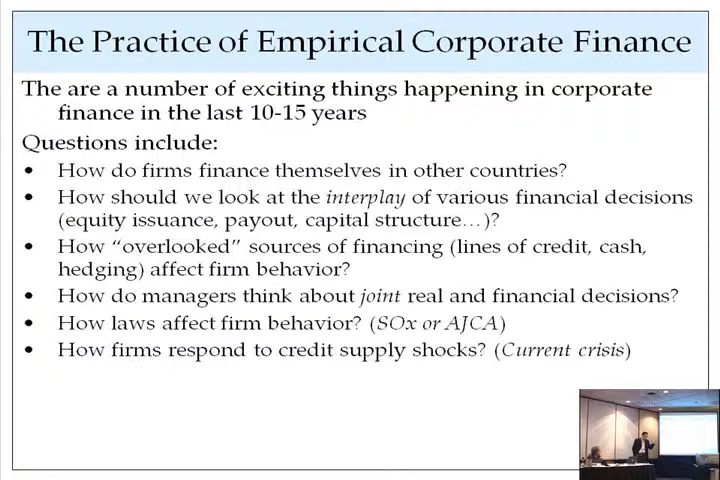 The Practice of Empirical Corporate Finance
The are a number of exciting things happening in corporate
finance in the last 10-15 years
Questions include:
• How do firms finance themselves in other countries?
• How should we look at the interplay of various financial decisions
(equity issuance, payout, capital structure…)?
• How “overlooked” sources of financing (lines of credit, cash,
hedging) affect firm behavior?
• How do managers think about joint real and financial decisions?
• How laws affect firm behavior? (SOx or AJCA)
• How firms respond to credit supply shocks? (Current crisis)